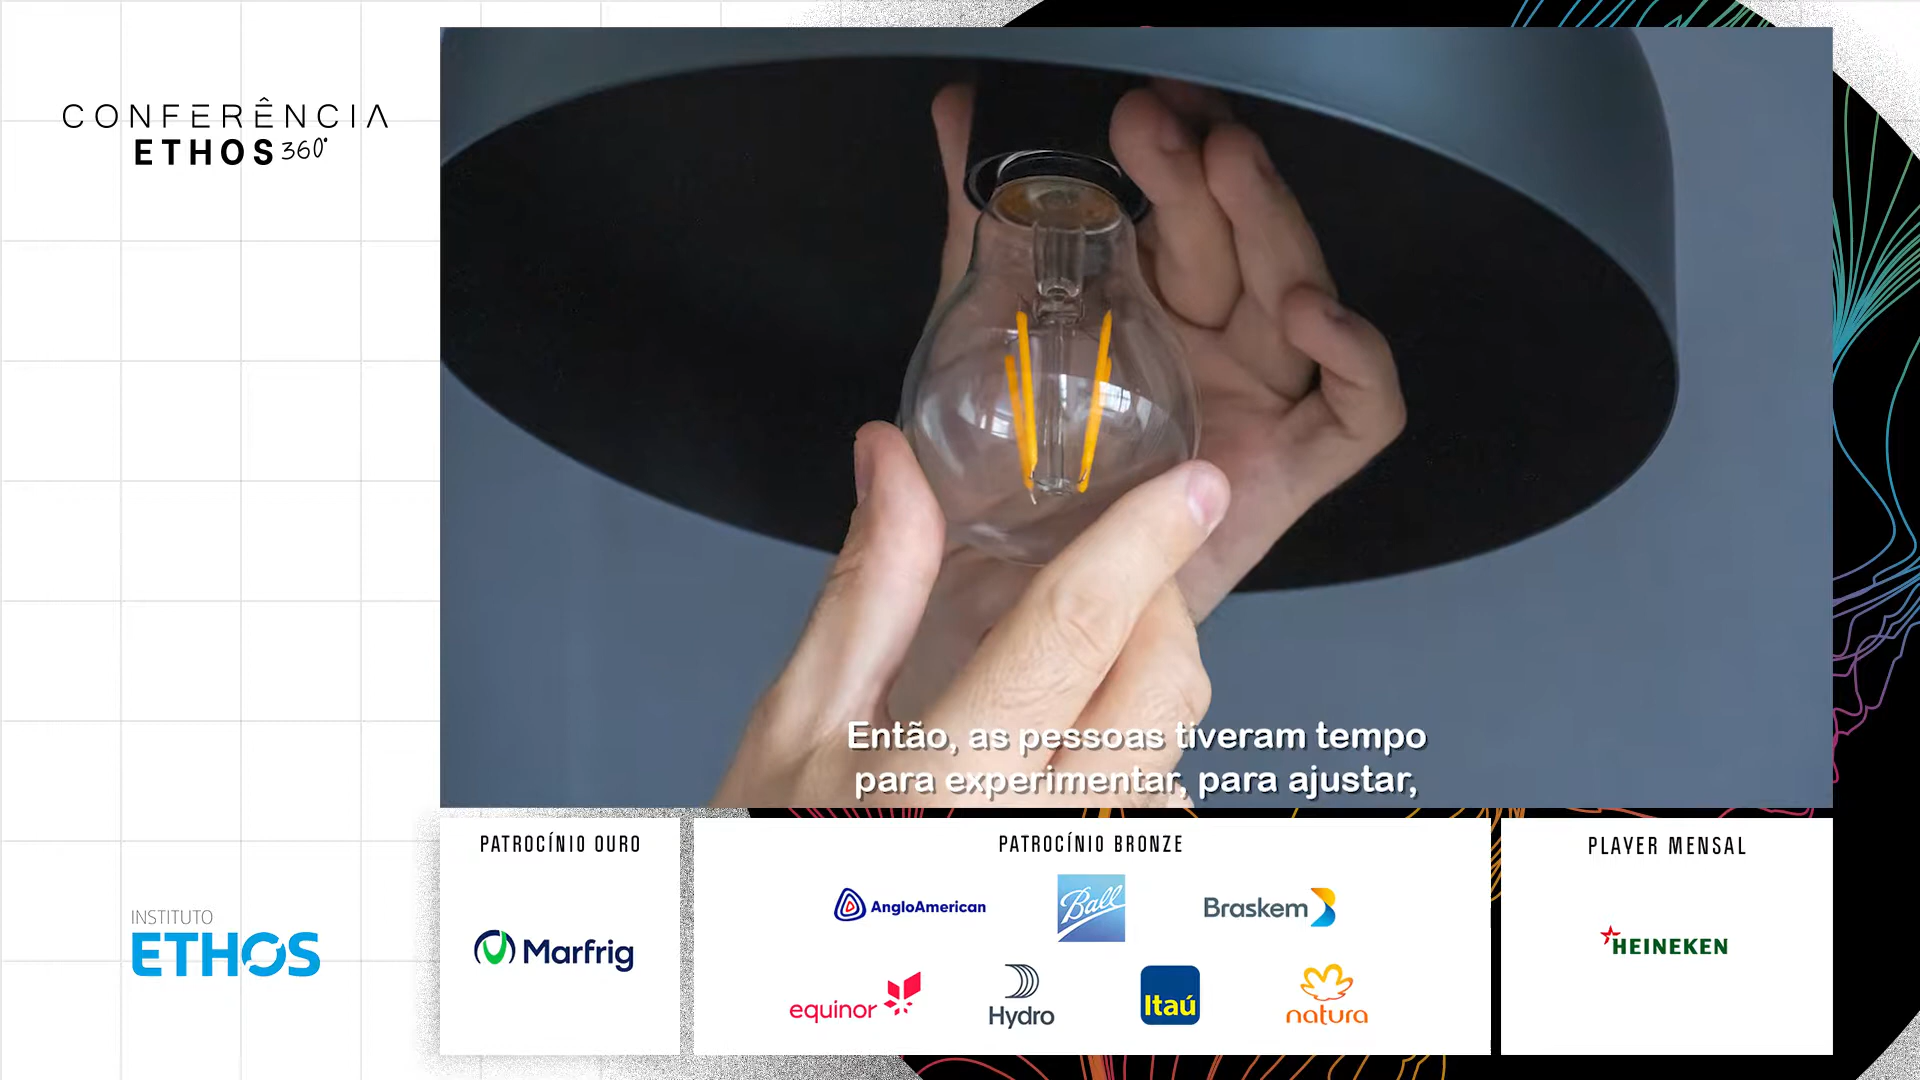 CONFERÊNCIA
ETHOS 360°
Então, as pessoas tiveram tempo
para experimentar, para ajustar,
INSTITUTO
ETHOS
PATROCÍNIO OURO
Marfrig
PATROCÍNIO BRONZE
AngloAmerican
Ball
Braskem
equinor
Hydro
Itaú
natura
PLAYER MENSAL
HEINEKEN